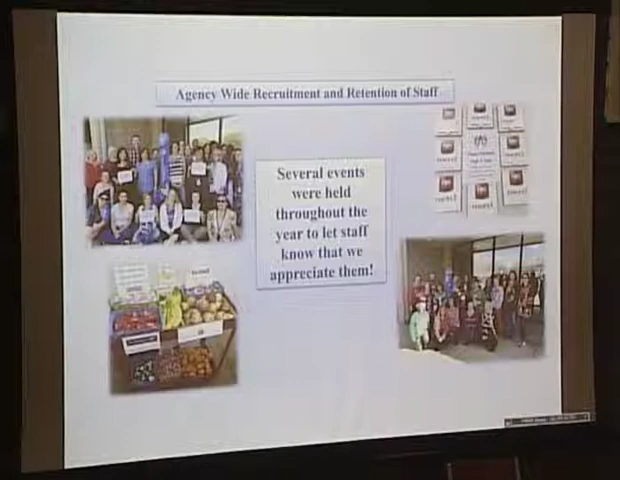 Agency Wide Recruitment and Retention of Staff
Several events
were held
throughout the
year to let staff
know that we
appreciate them!